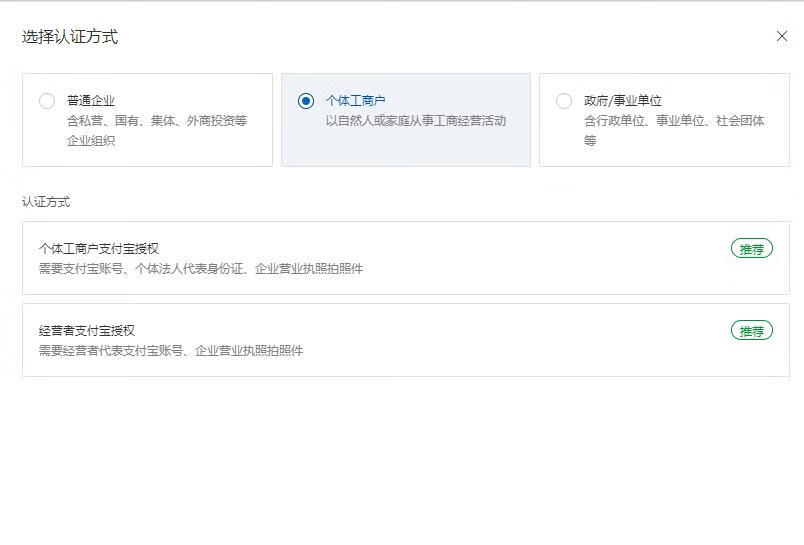 选择认证方式
普通企业
含私营、国有、集体、外商投资等
企业组织
个体工商户
以自然人或家庭从事工商经营活动
政府/事业单位
含行政单位、事业单位、社会团体
等
认证方式
个体工商户支付宝授权
推荐
需要支付宝账号、个体法人代表身份证、企业营业执照拍照件
经营者支付宝授权
推荐
需要经营者代表支付宝账号、企业营业执照拍照件